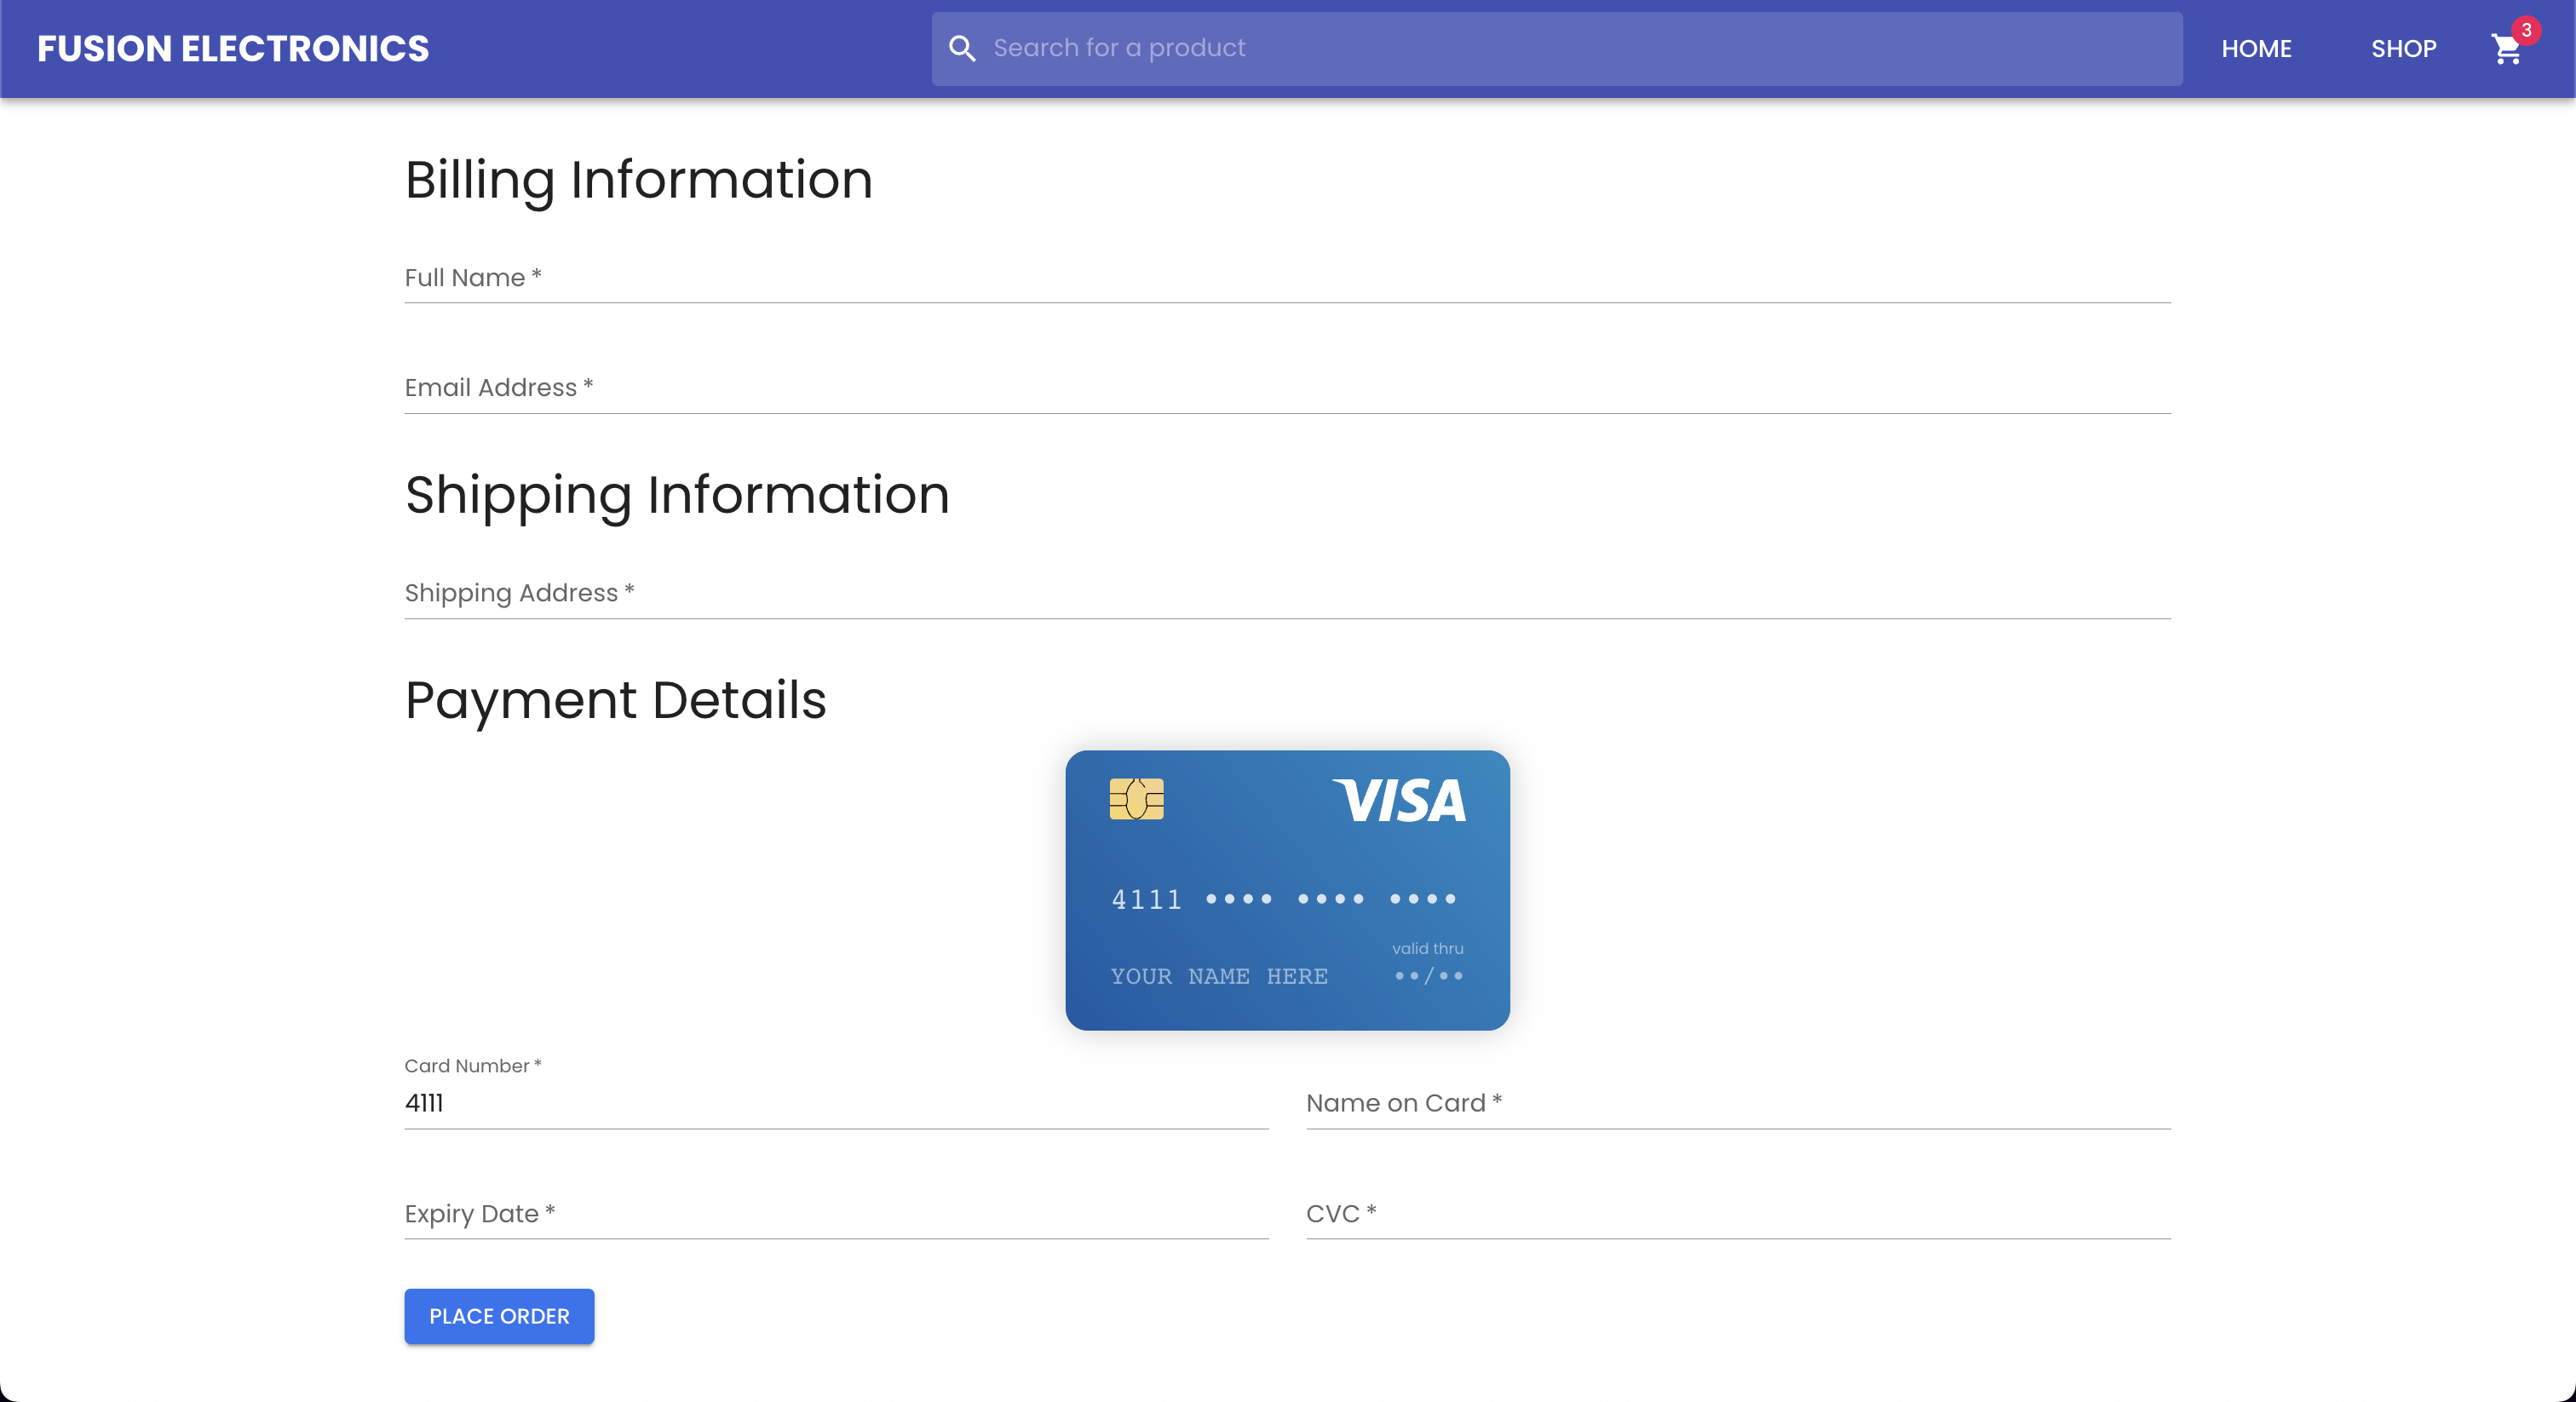 FUSION ELECTRONICS
Search for a product
HOME
SHOP
3
Billing Information
Full Name *
Email Address *
Shipping Information
Shipping Address *
Payment Details
VISA
4111 •••• •••• ••••
valid thru
YOUR NAME HERE ••/••
Card Number *
4111
Name on Card *
Expiry Date *
CVC *
PLACE ORDER